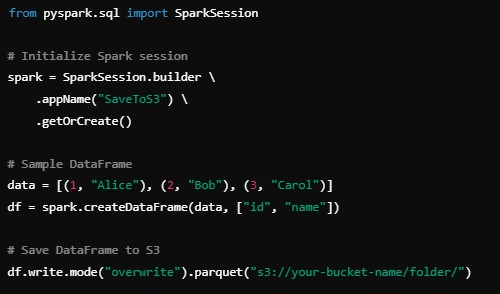 from pyspark.sql import SparkSession
# Initialize Spark session
spark = SparkSession.builder \
    .appName("SaveToS3") \
    .getOrCreate()
# Sample DataFrame
data = [(1, "Alice"), (2, "Bob"), (3, "Carol")]
df = spark.createDataFrame(data, ["id", "name"])
# Save DataFrame to S3
df.write.mode("overwrite").parquet("s3://your-bucket-name/folder/")